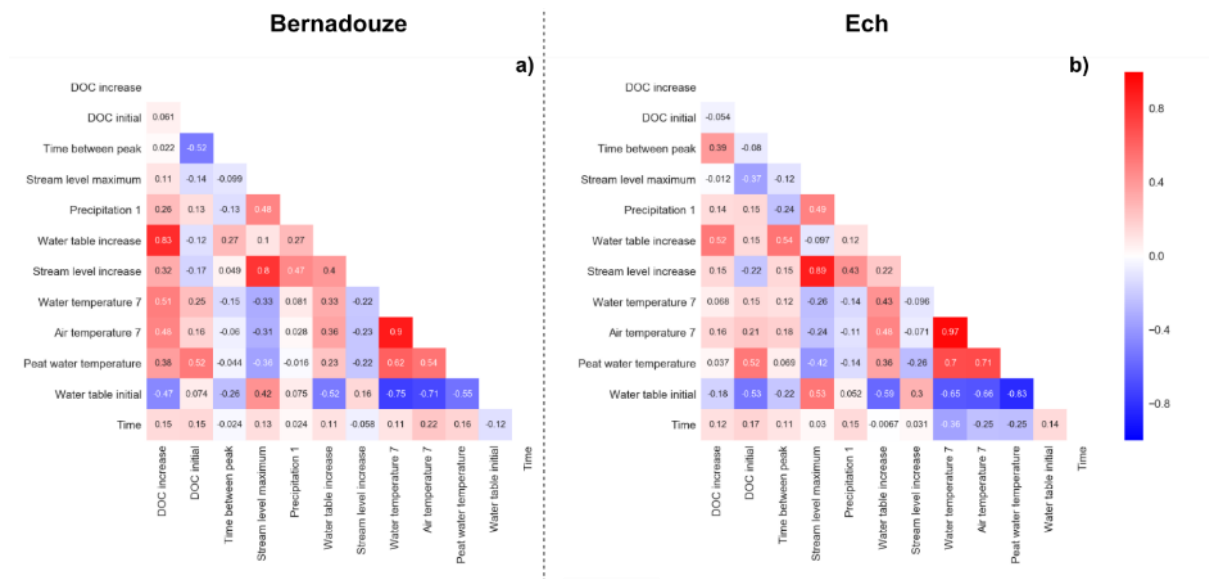 Bernadouze
Ech
a)
b)
DOC increase
DOC initial 0.061
Time between peak 0.022 -0.52
Stream level maximum 0.11 -0.14 -0.099
Precipitation 1 0.26 0.13 -0.13 0.48
Water table increase 0.83 -0.12 0.27 0.1 0.27
Stream level increase 0.32 -0.17 0.049 0.8 0.47 0.4
Water temperature 7 0.51 0.25 -0.15 -0.33 0.081 0.33 -0.22
Air temperature 7 0.46 0.16 -0.06 -0.31 0.028 0.36 -0.23 0.9
Peat water temperature 0.38 0.52 -0.044 -0.36 -0.016 0.23 -0.22 0.62 0.54
Water table initial -0.47 0.074 -0.26 0.42 0.075 -0.52 0.16 -0.75 -0.71 -0.55
Time 0.15 0.15 -0.024 0.13 0.024 0.11 -0.058 0.11 0.22 0.16 -0.12
DOC increase
DOC initial
Time between peak
Stream level maximum
Precipitation 1
Water table increase
Stream level increase
Water temperature 7
Air temperature 7
Peat water temperature
Water table initial
Time
DOC increase
DOC initial -0.054
Time between peak 0.39 -0.08
Stream level maximum -0.012 -0.37 -0.12
Precipitation 1 0.14 0.15 -0.24 0.49
Water table increase 0.52 0.15 0.54 -0.097 0.12
Stream level increase 0.15 -0.22 0.15 0.89 0.43 0.22
Water temperature 7 0.068 0.15 0.12 -0.26 -0.14 0.43 -0.096
Air temperature 7 0.16 0.21 0.18 -0.24 -0.11 0.46 -0.071 0.97
Peat water temperature 0.037 0.52 0.069 -0.42 -0.14 0.36 -0.26 0.7 0.71
Water table initial -0.18 -0.53 -0.22 0.53 0.052 -0.59 0.3 -0.65 -0.66 -0.83
Time 0.12 0.17 0.11 0.03 0.15 -0.0067 0.031 -0.36 -0.25 -0.25 0.14
DOC increase
DOC initial
Time between peak
Stream level maximum
Precipitation 1
Water table increase
Stream level increase
Water temperature 7
Air temperature 7
Peat water temperature
Water table initial
Time
0.8
0.4
0.0
-0.4
-0.8